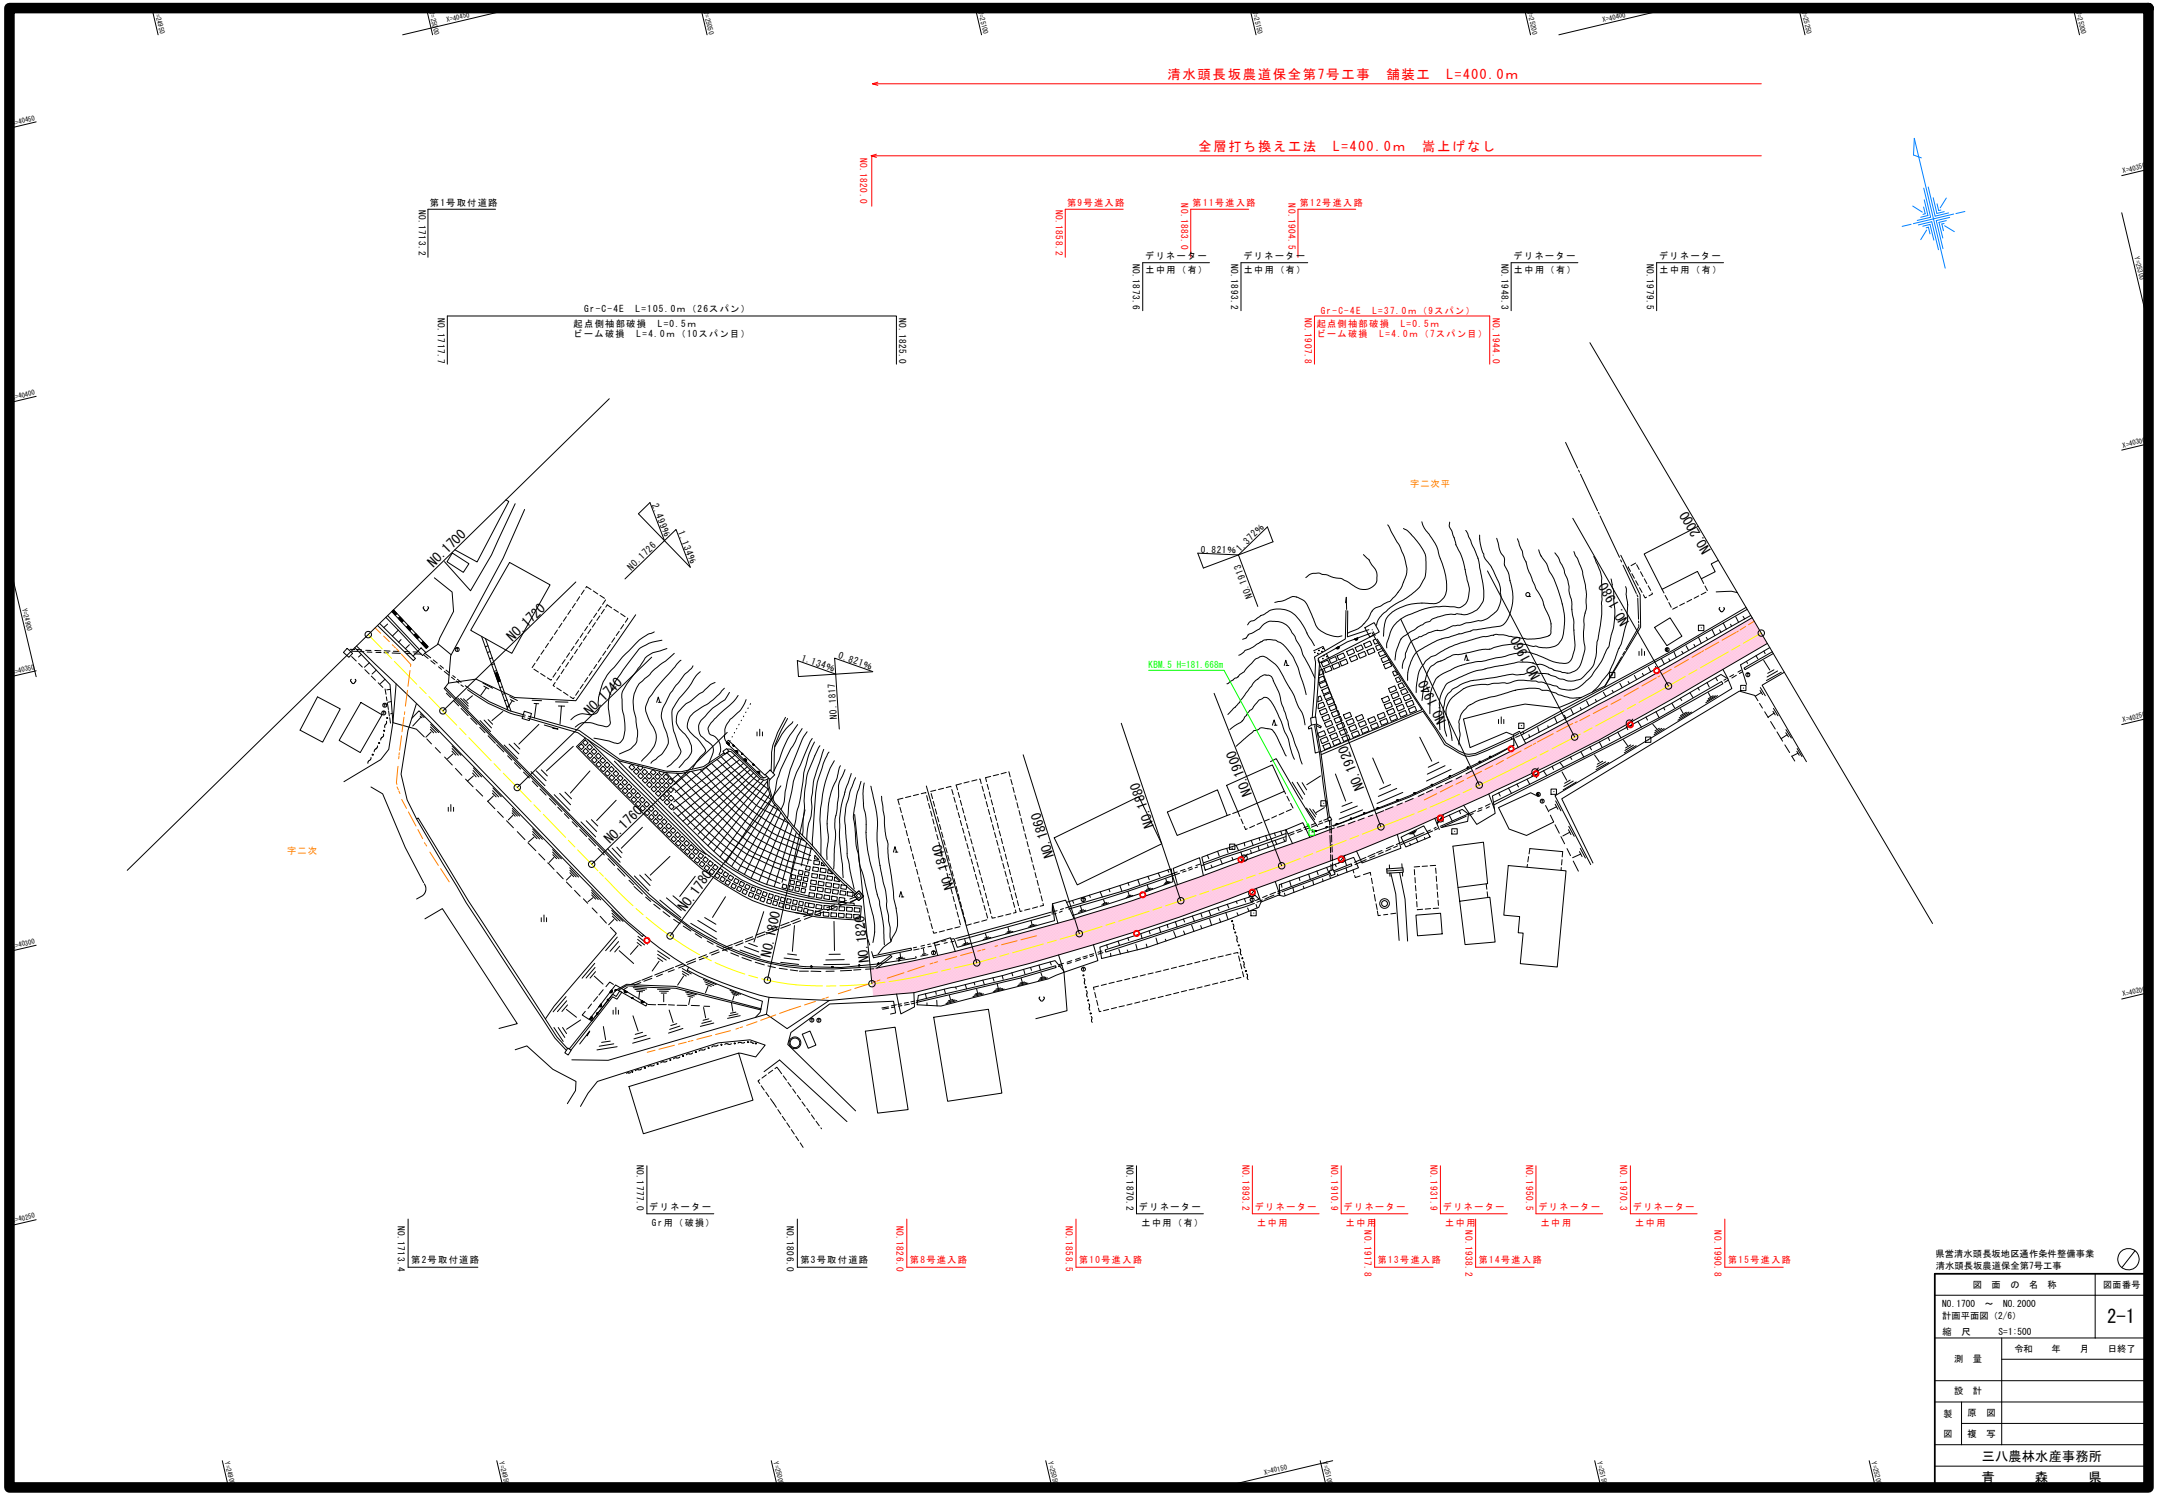 清水頭長坂農道保全第7号工事　舗装工　L=400.0m
全層打ち換え工法　L=400.0m　嵩上げなし
NO.1820.0
第1号取付道路
NO.1713.2
第9号進入路
NO.1858.2
第11号進入路
NO.1883.0
第12号進入路
NO.1904.5
デリネーター
土中用（有）
NO.1873.6
デリネーター
土中用（有）
NO.1893.2
デリネーター
土中用（有）
NO.1948.3
デリネーター
土中用（有）
NO.1979.5
Gr-C-4E　L=105.0m（26スパン）
起点側袖部破損　L=0.5m
ビーム破損　L=4.0m（10スパン目）
NO.1717.7
NO.1825.0
Gr-C-4E　L=37.0m（9スパン）
起点側袖部破損　L=0.5m
ビーム破損　L=4.0m（7スパン目）
NO.1907.8
NO.1944.0
字二次平
字二次
NO.1700
NO.1720
NO.1740
NO.1760
NO.1780
NO.1800
NO.1820
NO.1840
NO.1860
NO.1880
NO.1900
NO.1920
NO.1940
NO.1960
NO.1980
NO.2000
2.499%
1.134%
NO.1726
1.134%
0.821%
NO.1817
0.821%
1.372%
NO.1913
KBM.5 H=181.668m
NO.1777.0
デリネーター
Gr用（破損）
NO.1870.2
デリネーター
土中用（有）
NO.1893.2
デリネーター
土中用
NO.1910.9
デリネーター
土中用
NO.1931.9
デリネーター
土中用
NO.1950.5
デリネーター
土中用
NO.1970.3
デリネーター
土中用
NO.1713.4
第2号取付道路
NO.1806.0
第3号取付道路
NO.1826.0
第8号進入路
NO.1858.5
第10号進入路
NO.1917.8
第13号進入路
NO.1938.2
第14号進入路
NO.1990.8
第15号進入路
県営清水頭長坂地区通作条件整備事業
清水頭長坂農道保全第7号工事
図　面　の　名　称
図面番号
NO.1700　～　NO.2000
計画平面図（2/6）
縮　尺　S=1:500
2-1
測　量
令和　年　月　日終了
設　計
製　図
原　図
複　写
三八農林水産事務所
青　森　県